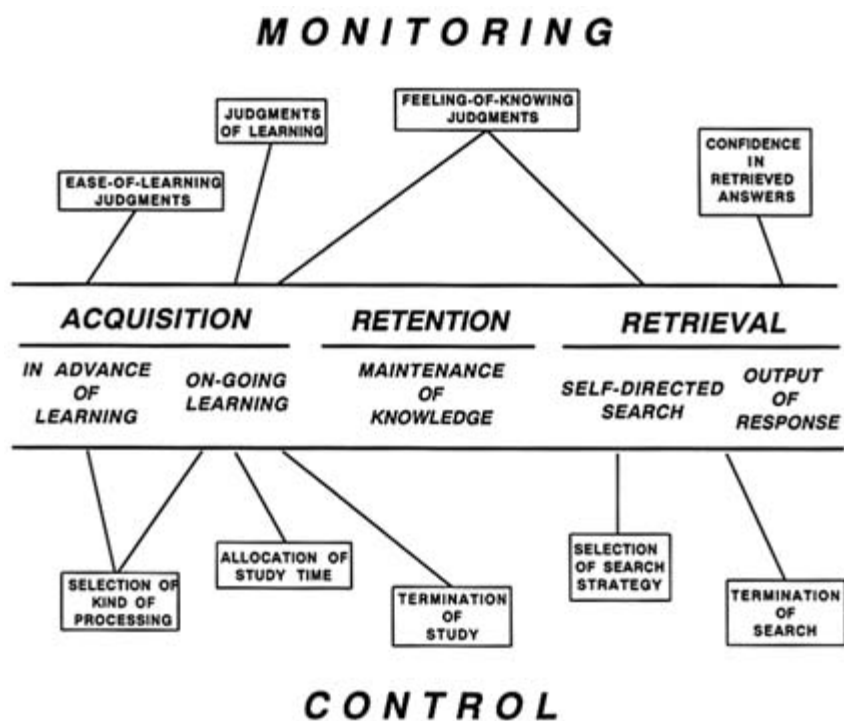 MONITORING
FEELING-OF-KNOWING
JUDGMENTS
JUDGMENTS
OF LEARNING
CONFIDENCE
IN
RETRIEVED
ANSWERS
EASE-OF-LEARNING
JUDGMENTS
ACQUISITION
RETENTION
RETRIEVAL
IN ADVANCE
OF
LEARNING
ON-GOING
LEARNING
MAINTENANCE
OF
KNOWLEDGE
SELF-DIRECTED
SEARCH
OUTPUT
OF
RESPONSE
SELECTION OF
KIND OF
PROCESSING
ALLOCATION OF
STUDY TIME
TERMINATION
OF
STUDY
SELECTION
OF SEARCH
STRATEGY
TERMINATION
OF
SEARCH
CONTROL